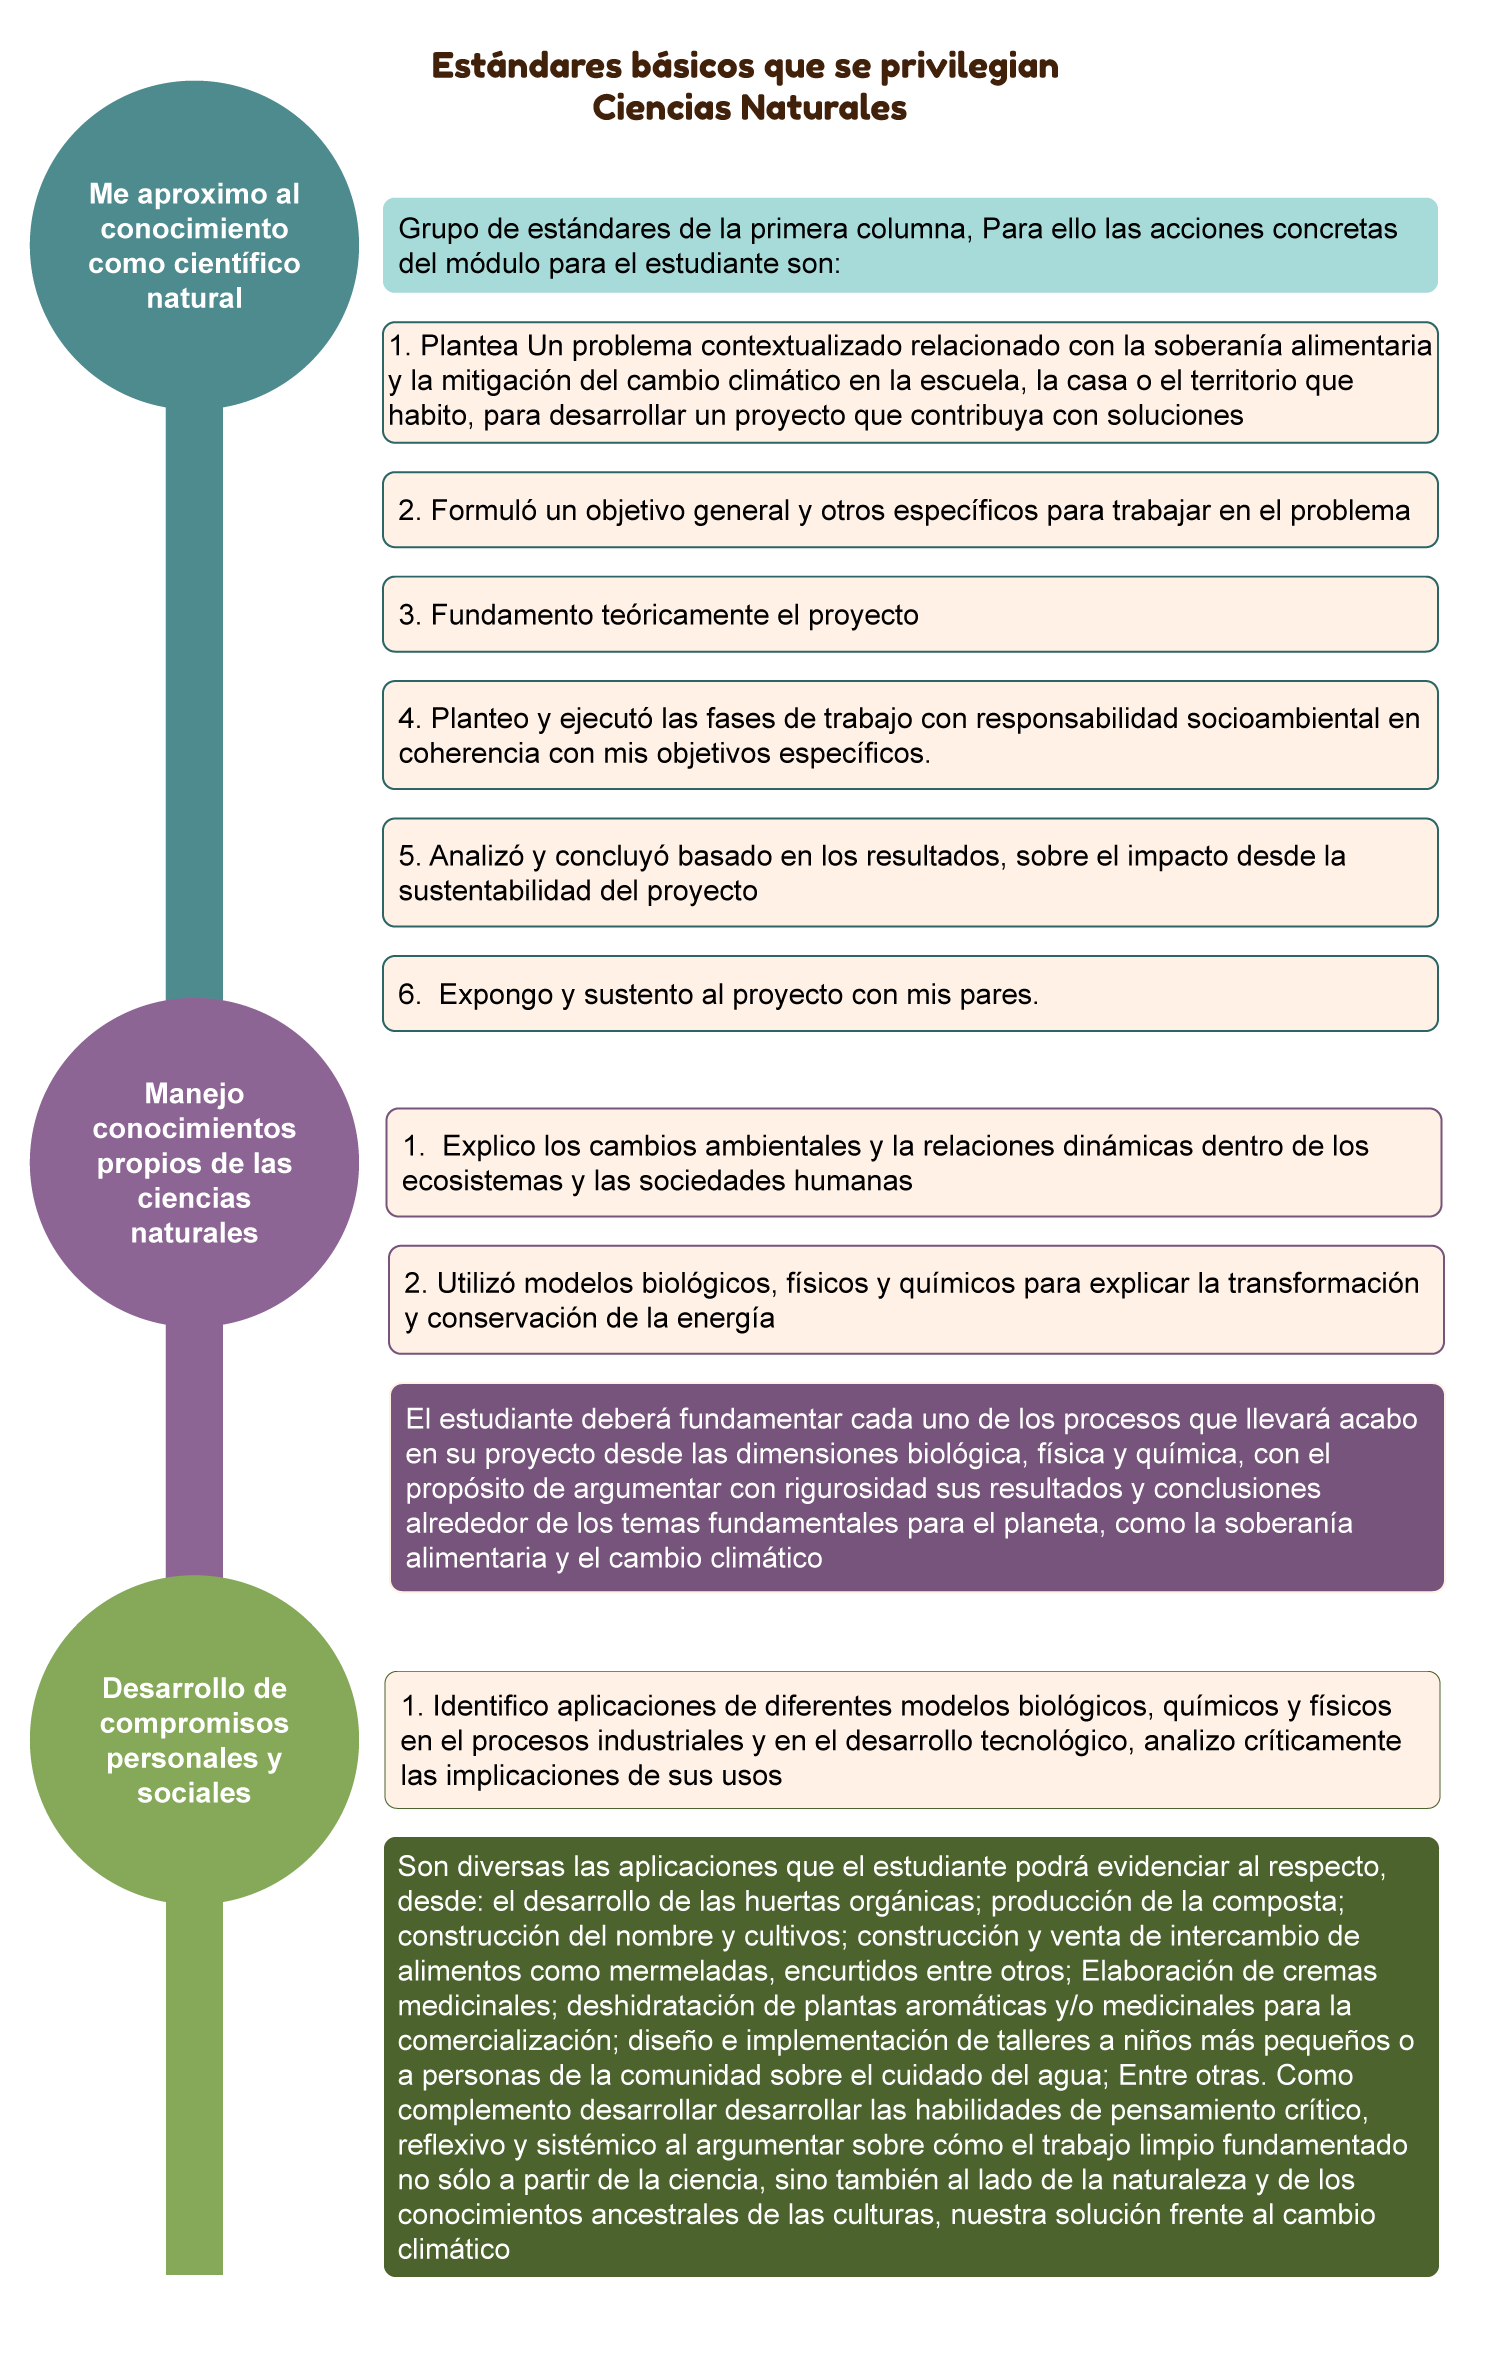 Estándares básicos que se privilegian
Ciencias Naturales
Me aproximo al
conocimiento
como científico
natural
Grupo de estándares de la primera columna, Para ello las acciones concretas
del módulo para el estudiante son:
1. Plantea Un problema contextualizado relacionado con la soberanía alimentaria
y la mitigación del cambio climático en la escuela, la casa o el territorio que
habito, para desarrollar un proyecto que contribuya con soluciones
2. Formuló un objetivo general y otros específicos para trabajar en el problema
3. Fundamento teóricamente el proyecto
4. Planteo y ejecutó las fases de trabajo con responsabilidad socioambiental en
coherencia con mis objetivos específicos.
5. Analizó y concluyó basado en los resultados, sobre el impacto desde la
sustentabilidad del proyecto
6.  Expongo y sustento al proyecto con mis pares.
Manejo
conocimientos
propios de las
ciencias
naturales
1.  Explico los cambios ambientales y la relaciones dinámicas dentro de los
ecosistemas y las sociedades humanas
2. Utilizó modelos biológicos, físicos y químicos para explicar la transformación
y conservación de la energía
El estudiante deberá fundamentar cada uno de los procesos que llevará acabo
en su proyecto desde las dimensiones biológica, física y química, con el
propósito de argumentar con rigurosidad sus resultados y conclusiones
alrededor de los temas fundamentales para el planeta, como la soberanía
alimentaria y el cambio climático
Desarrollo de
compromisos
personales y
sociales
1. Identifico aplicaciones de diferentes modelos biológicos, químicos y físicos
en el procesos industriales y en el desarrollo tecnológico, analizo críticamente
las implicaciones de sus usos
Son diversas las aplicaciones que el estudiante podrá evidenciar al respecto,
desde: el desarrollo de las huertas orgánicas; producción de la composta;
construcción del nombre y cultivos; construcción y venta de intercambio de
alimentos como mermeladas, encurtidos entre otros; Elaboración de cremas
medicinales; deshidratación de plantas aromáticas y/o medicinales para la
comercialización; diseño e implementación de talleres a niños más pequeños o
a personas de la comunidad sobre el cuidado del agua; Entre otras. Como
complemento desarrollar desarrollar las habilidades de pensamiento crítico,
reflexivo y sistémico al argumentar sobre cómo el trabajo limpio fundamentado
no sólo a partir de la ciencia, sino también al lado de la naturaleza y de los
conocimientos ancestrales de las culturas, nuestra solución frente al cambio
climático